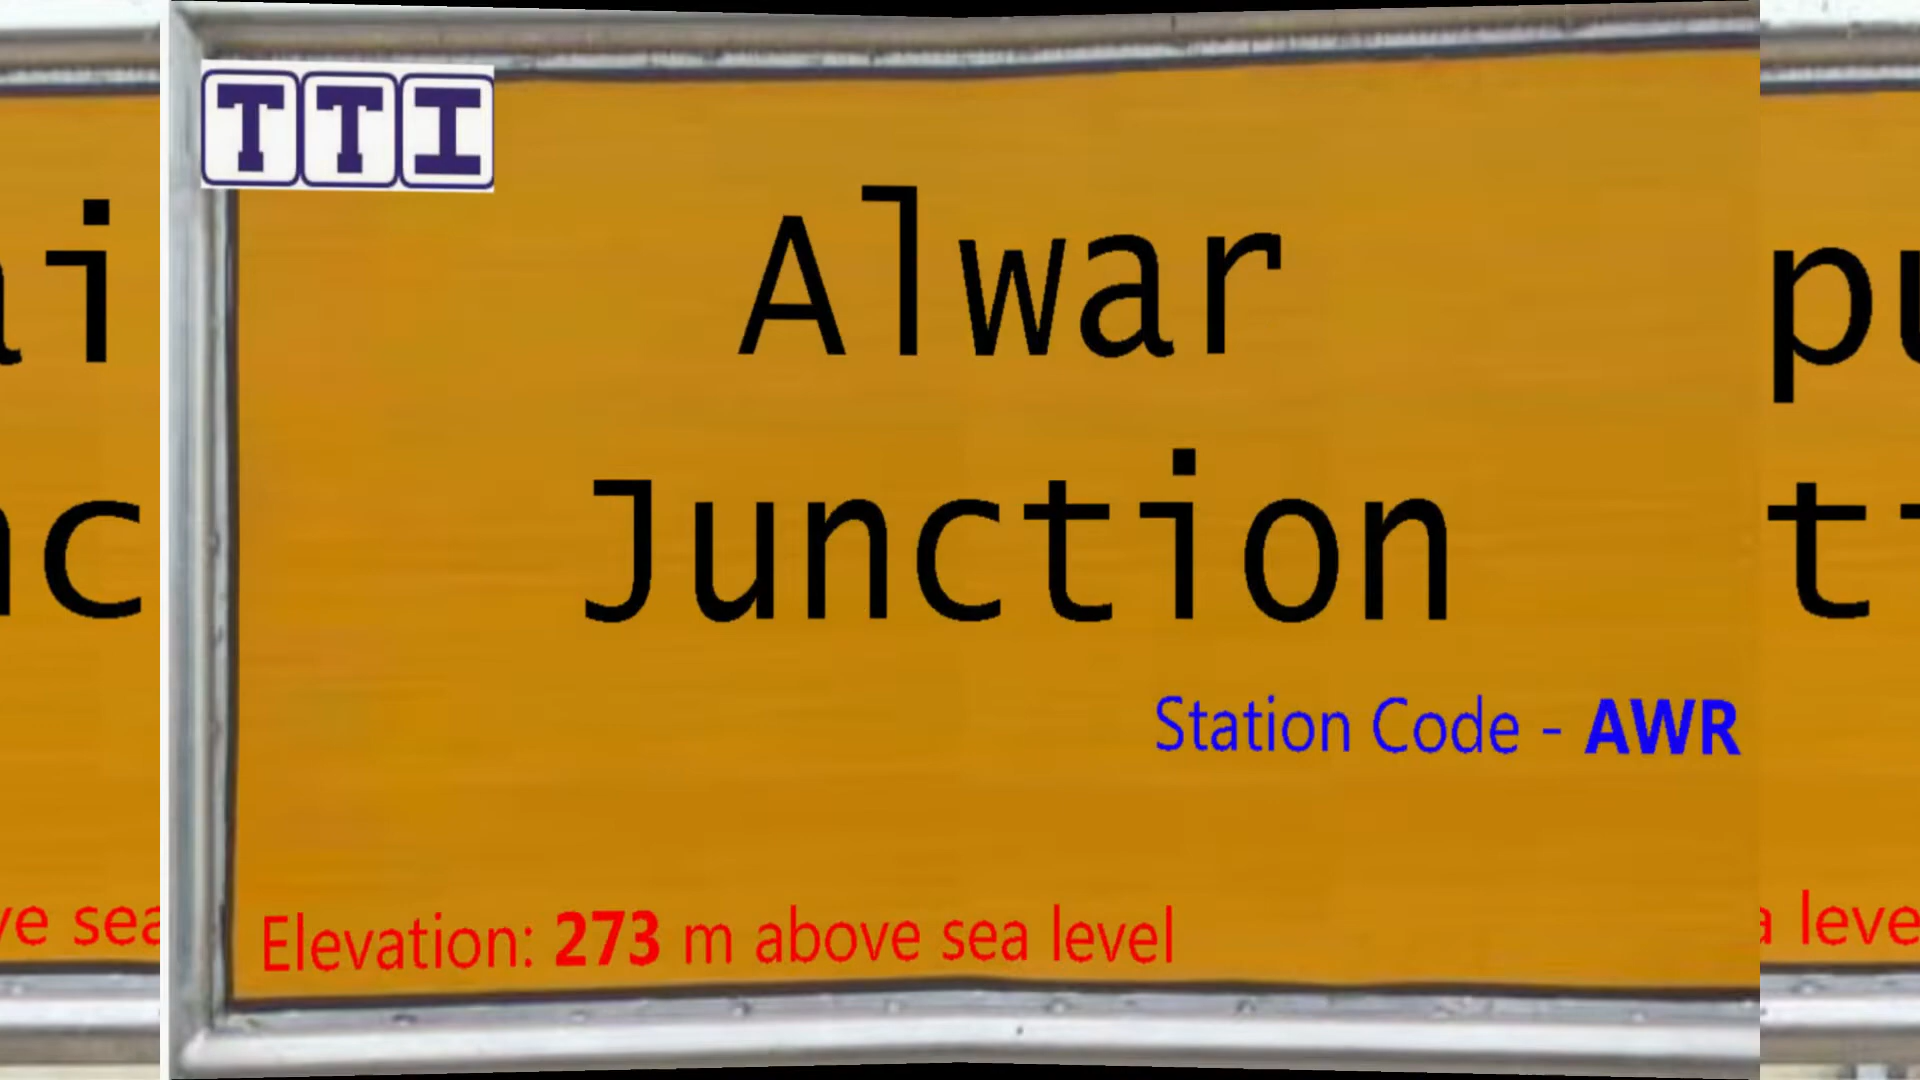 TTI
Alwar
Junction
Station Code - AWR
Elevation: 273 m above sea level